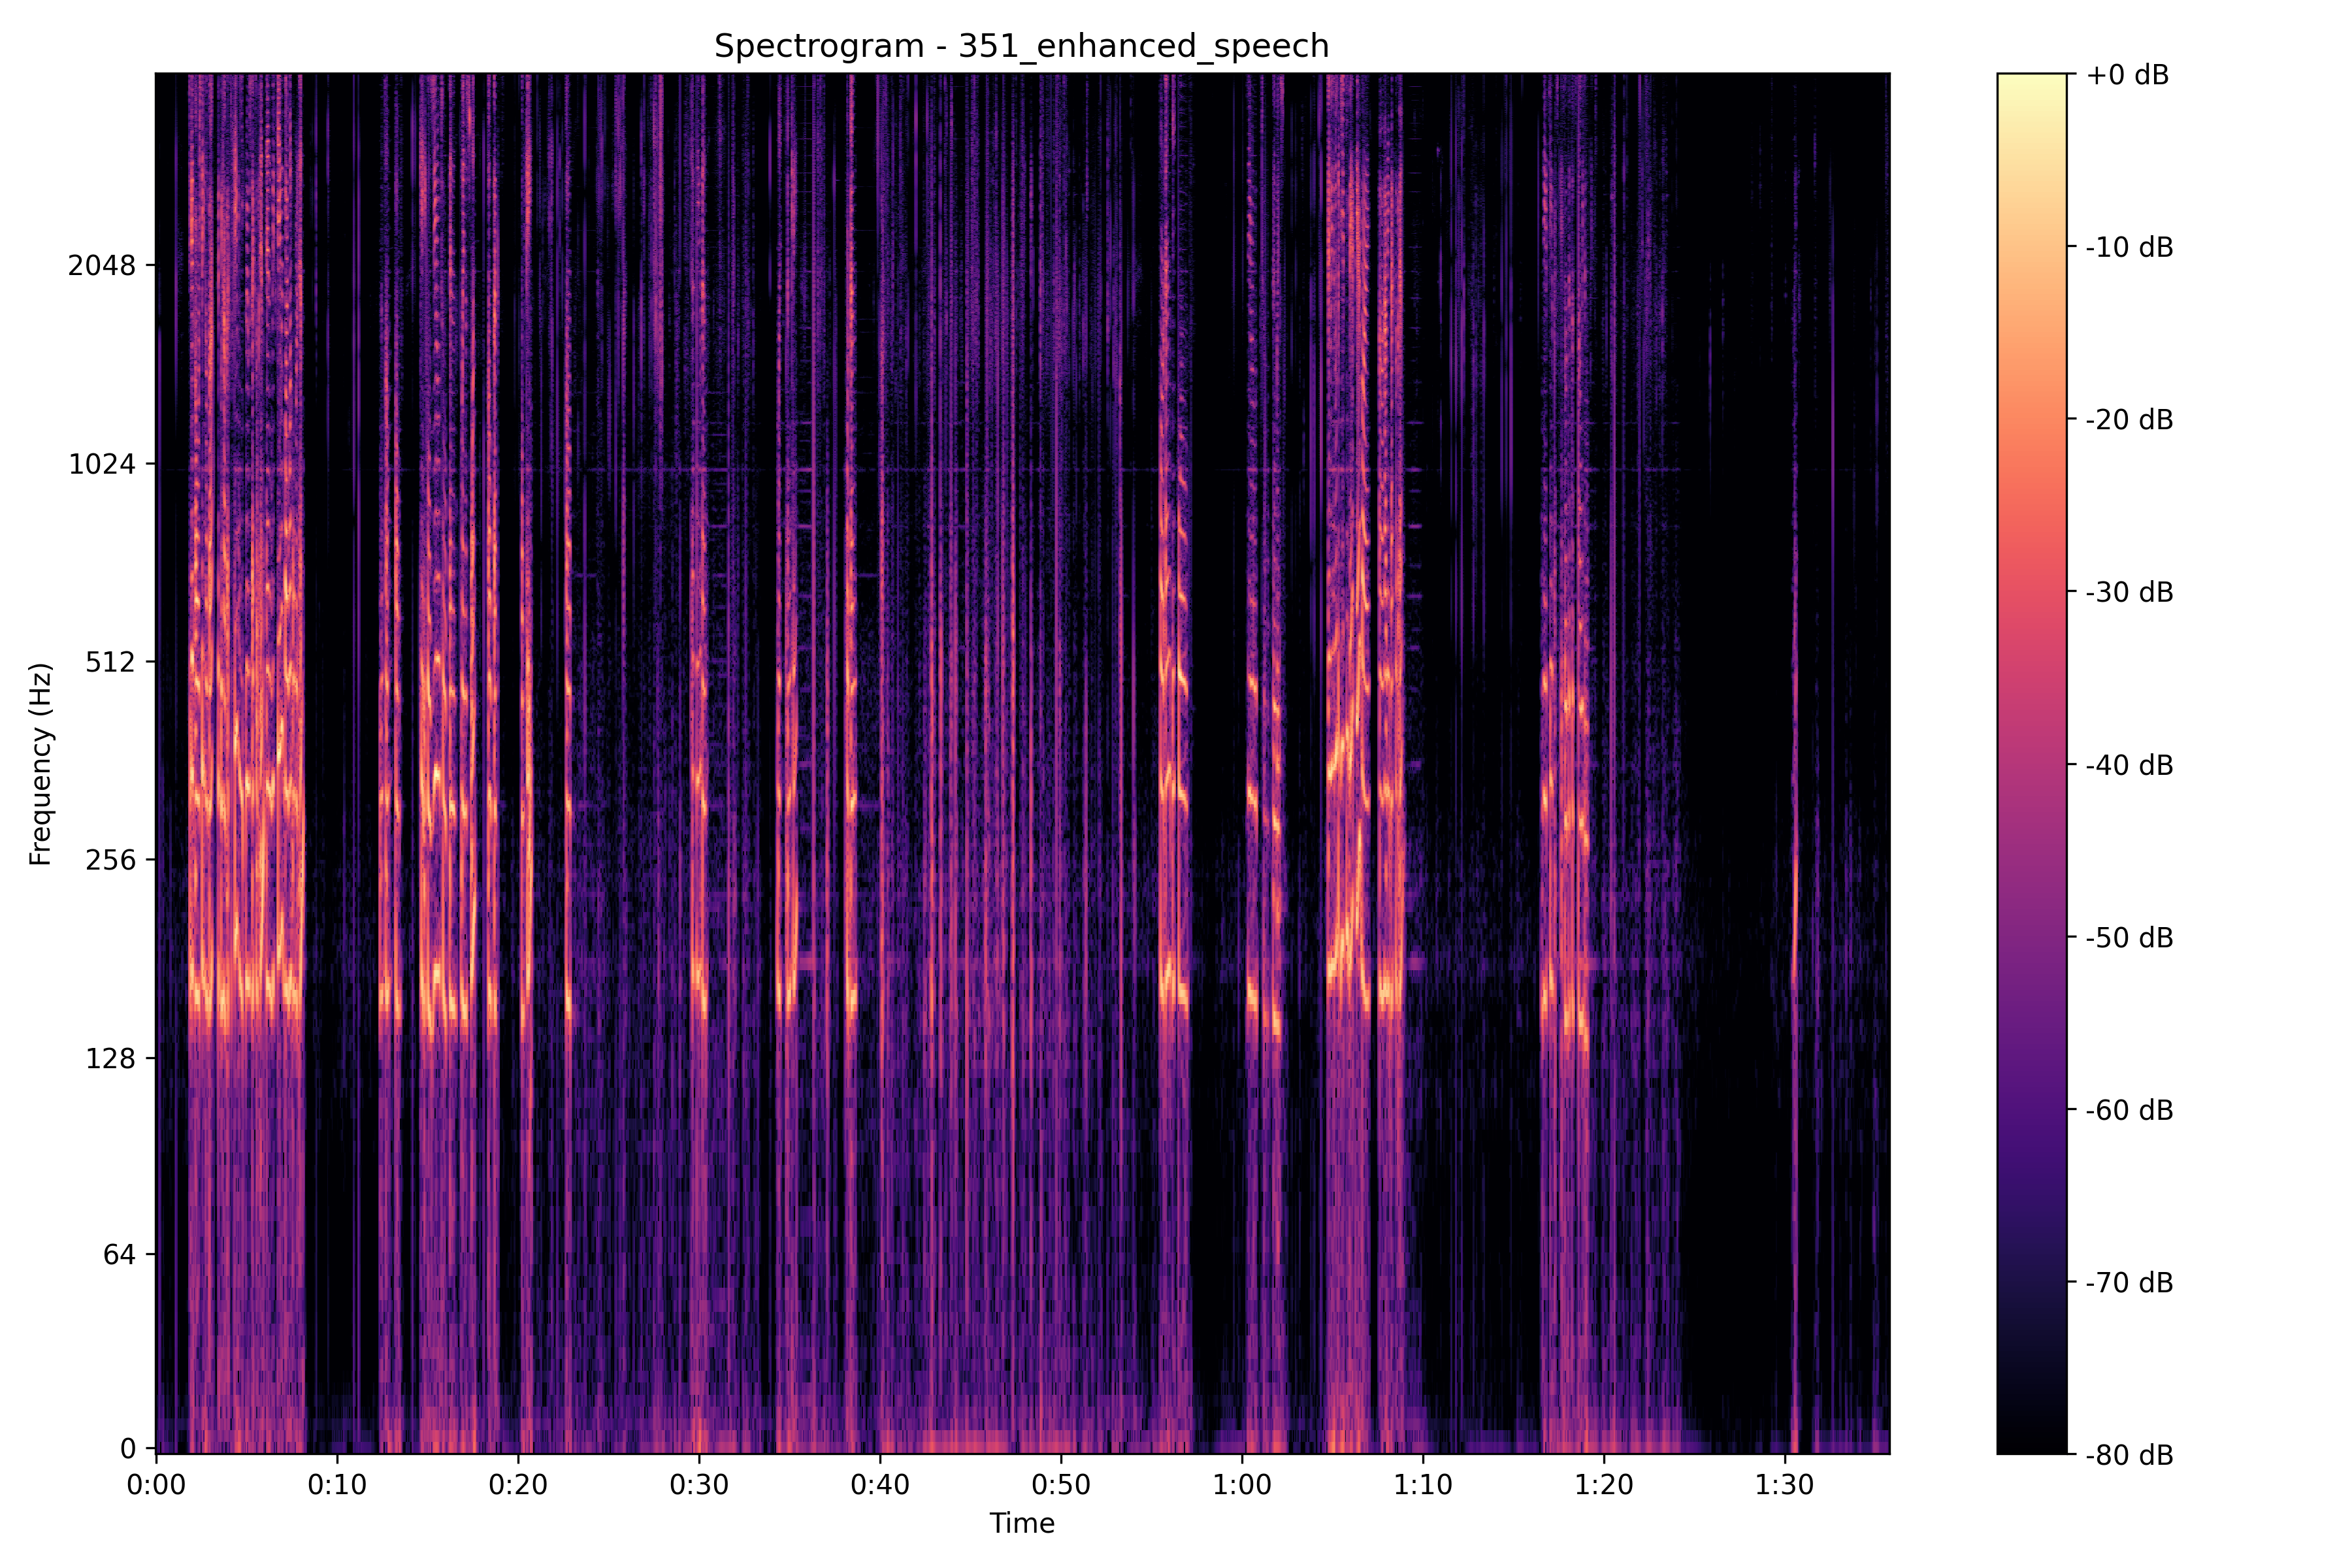 Spectrogram - 351_enhanced_speech
+0 dB
-10 dB
-20 dB
-30 dB
-40 dB
-50 dB
-60 dB
-70 dB
-80 dB
Frequency (Hz)
2048
1024
512
256
128
64
0
0:00 0:10 0:20 0:30 0:40 0:50 1:00 1:10 1:20 1:30
Time